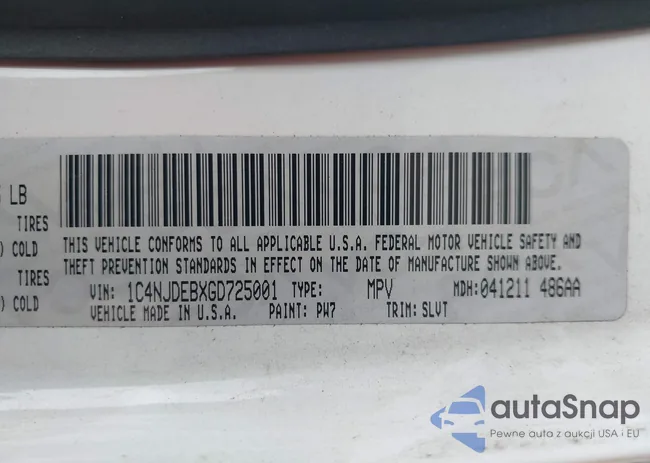 LB
TIRES
) COLD
TIRES
) COLD
THIS VEHICLE CONFORMS TO ALL APPLICABLE U.S.A. FEDERAL MOTOR VEHICLE SAFETY AND
THEFT PREVENTION STANDARDS IN EFFECT ON THE DATE OF MANUFACTURE SHOWN ABOVE.
VIN: 1C4NJDEBXGD725001 TYPE: MPV MDH:041211 486AA
VEHICLE MADE IN U.S.A. PAINT: PW7 TRIM: SLVT
autoSnap
Pewne auta z aukcji USA i EU